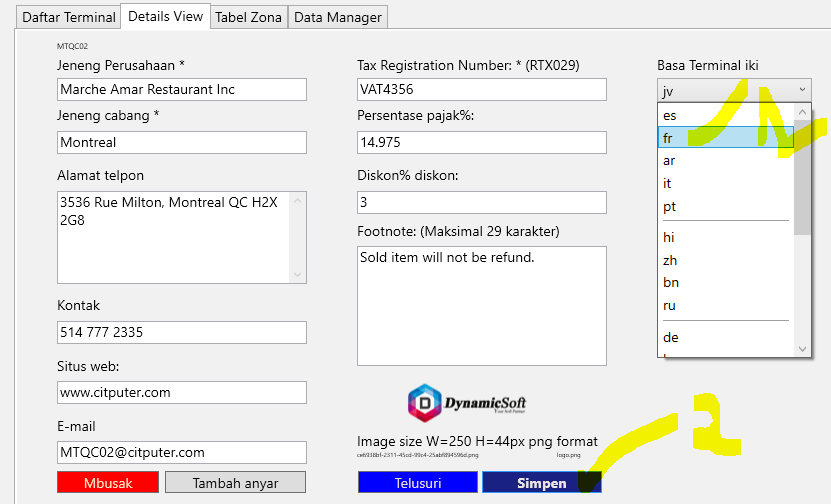 Daftar Terminal
Details View
Tabel Zona
Data Manager
MTQC02
Jeneng Perusahaan *
Marche Amar Restaurant Inc
Jeneng cabang *
Montreal
Alamat telpon
3536 Rue Milton, Montreal QC H2X
2G8
Kontak
514 777 2335
Situs web:
www.citputer.com
E-mail
MTQC02@citputer.com
Mbusak
Tambah anyar
Tax Registration Number: * (RTX029)
VAT4356
Persentase pajak%:
14.975
Diskon% diskon:
3
Footnote: (Maksimal 29 karakter)
Sold item will not be refund.
D DynamicSoft
Your Soft Partner
Image size W=250 H=44px png format
ce6938bf-2311-45cd-99c4-25abf894596d.png
logo.png
Telusuri
Simpen
Basa Terminal iki
jv
es
fr
ar
it
pt
hi
zh
bn
ru
de
1
2